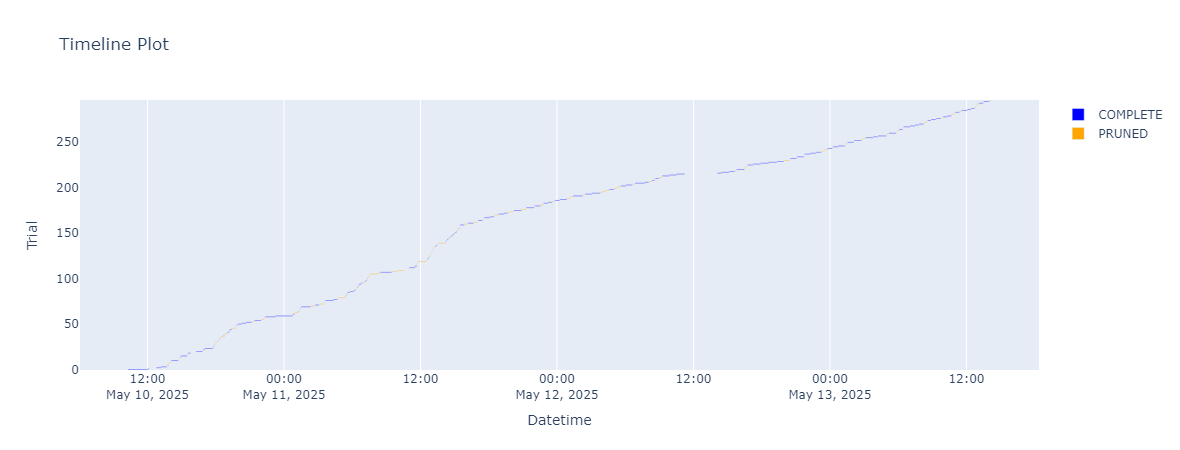 Timeline Plot
COMPLETE
PRUNED
250
200
150
100
50
0
Trial
12:00 00:00 12:00 00:00 12:00 00:00 12:00
May 10, 2025 May 11, 2025 May 12, 2025 May 13, 2025
Datetime